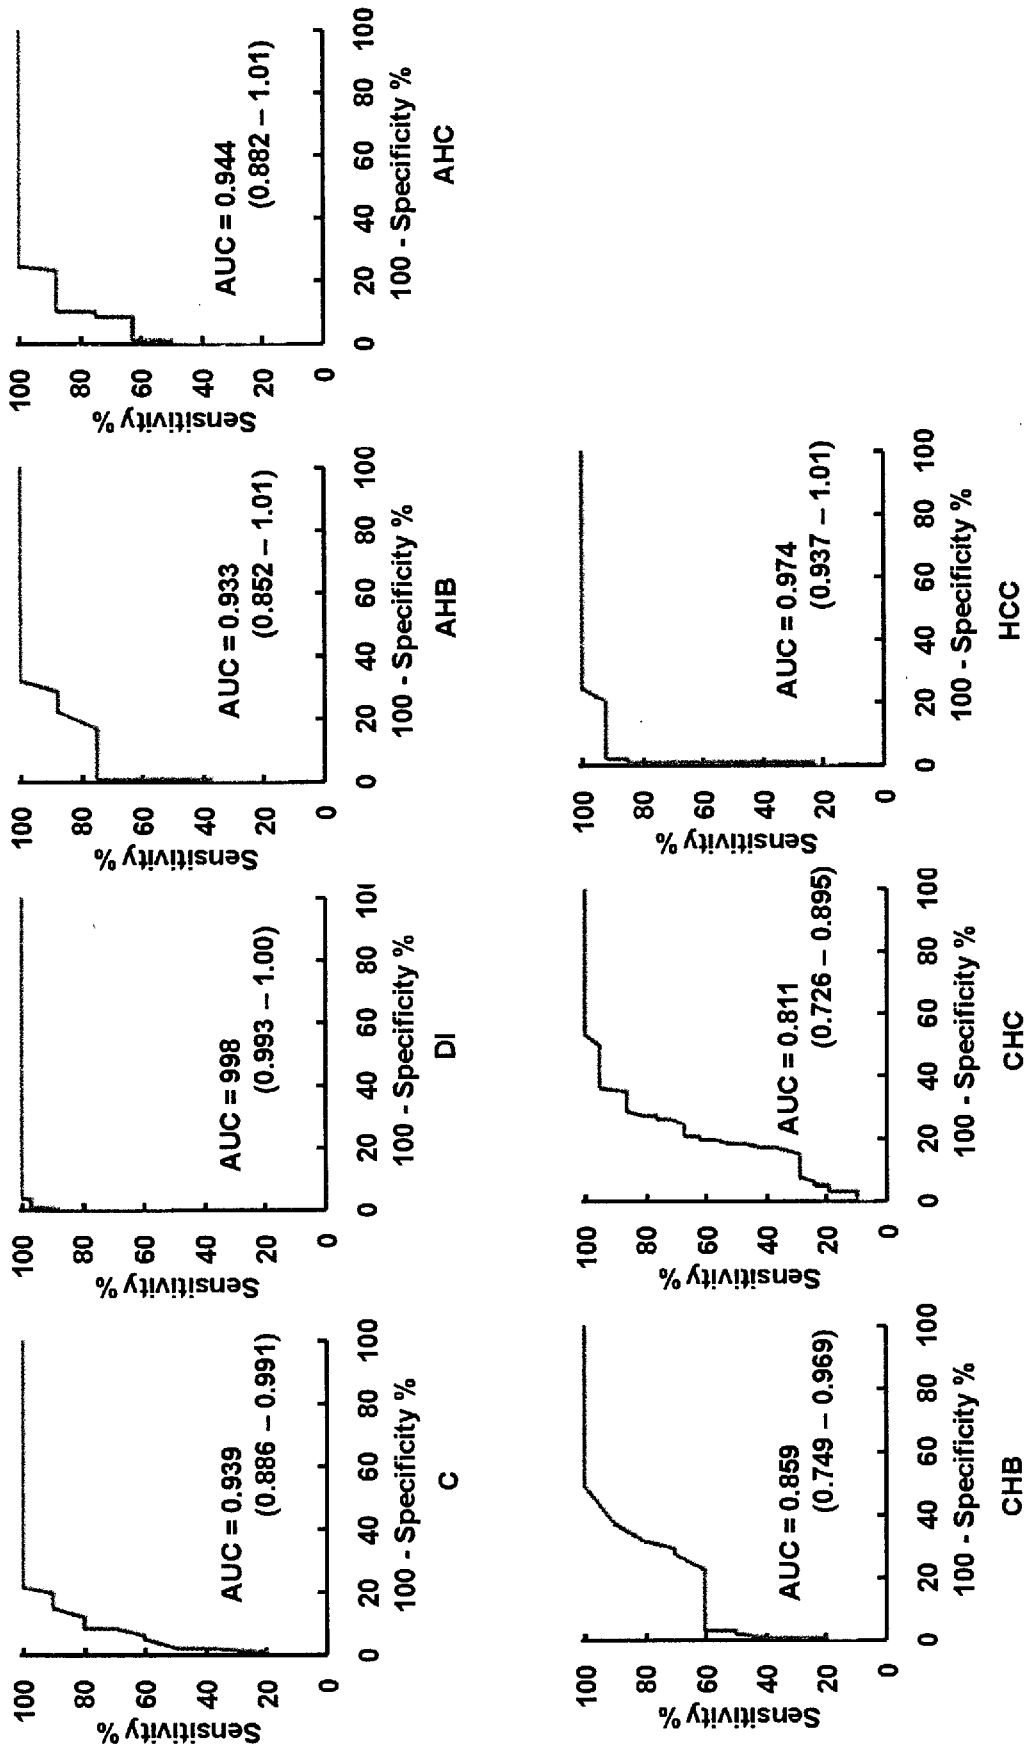 100
80
60
40
20
0
Sensitivity %
AUC = 0.939
(0.886 – 0.991)
0 20 40 60 80 100
100 - Specificity %
C
100
80
60
40
20
0
Sensitivity %
AUC = 998
(0.993 – 1.00)
0 20 40 60 80 10
100 - Specificity %
DI
100
80
60
40
20
0
Sensitivity %
AUC = 0.933
(0.852 – 1.01)
0 20 40 60 80 100
100 - Specificity %
AHB
100
80
60
40
20
0
Sensitivity %
AUC = 0.944
(0.882 – 1.01)
0 20 40 60 80 100
100 - Specificity %
AHC
100
80
60
40
20
0
Sensitivity %
AUC = 0.859
(0.749 – 0.969)
0 20 40 60 80 100
100 - Specificity %
CHB
100
80
60
40
20
0
Sensitivity %
AUC = 0.811
(0.726 – 0.895)
0 20 40 60 80 100
100 - Specificity %
CHC
100
80
60
40
20
0
Sensitivity %
AUC = 0.974
(0.937 – 1.01)
0 20 40 60 80 100
100 - Specificity %
HCC